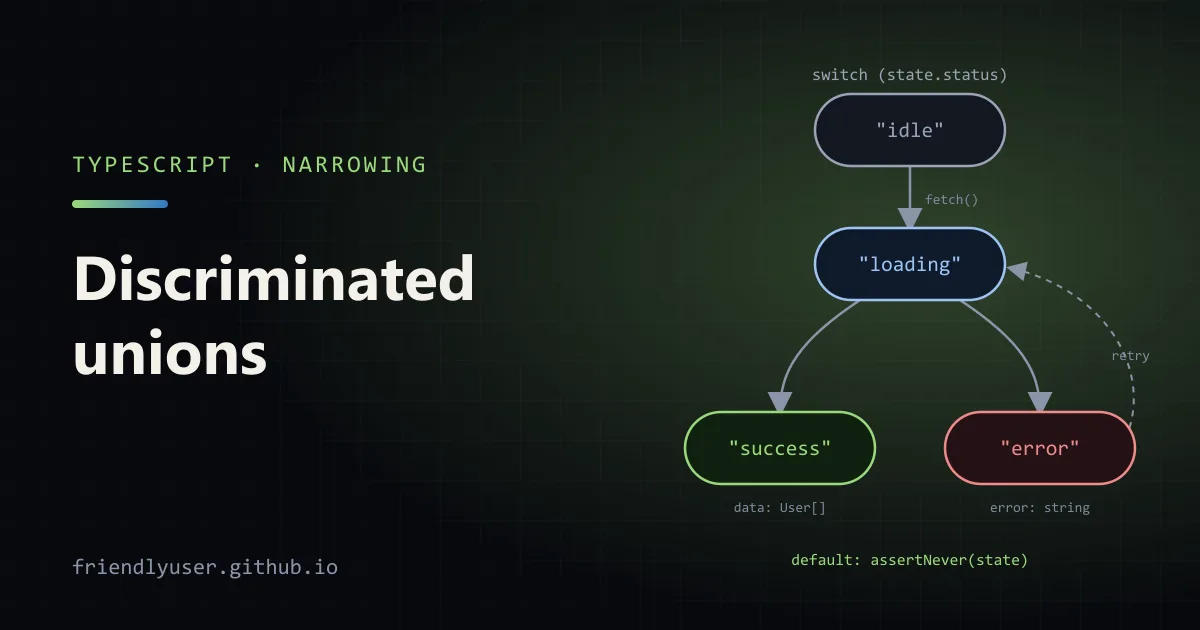 TYPESCRIPT · NARROWING
Discriminated
unions
friendlyuser.github.io
switch (state.status)
"idle"
fetch()
"loading"
retry
"success"
"error"
data: User[]
error: string
default: assertNever(state)